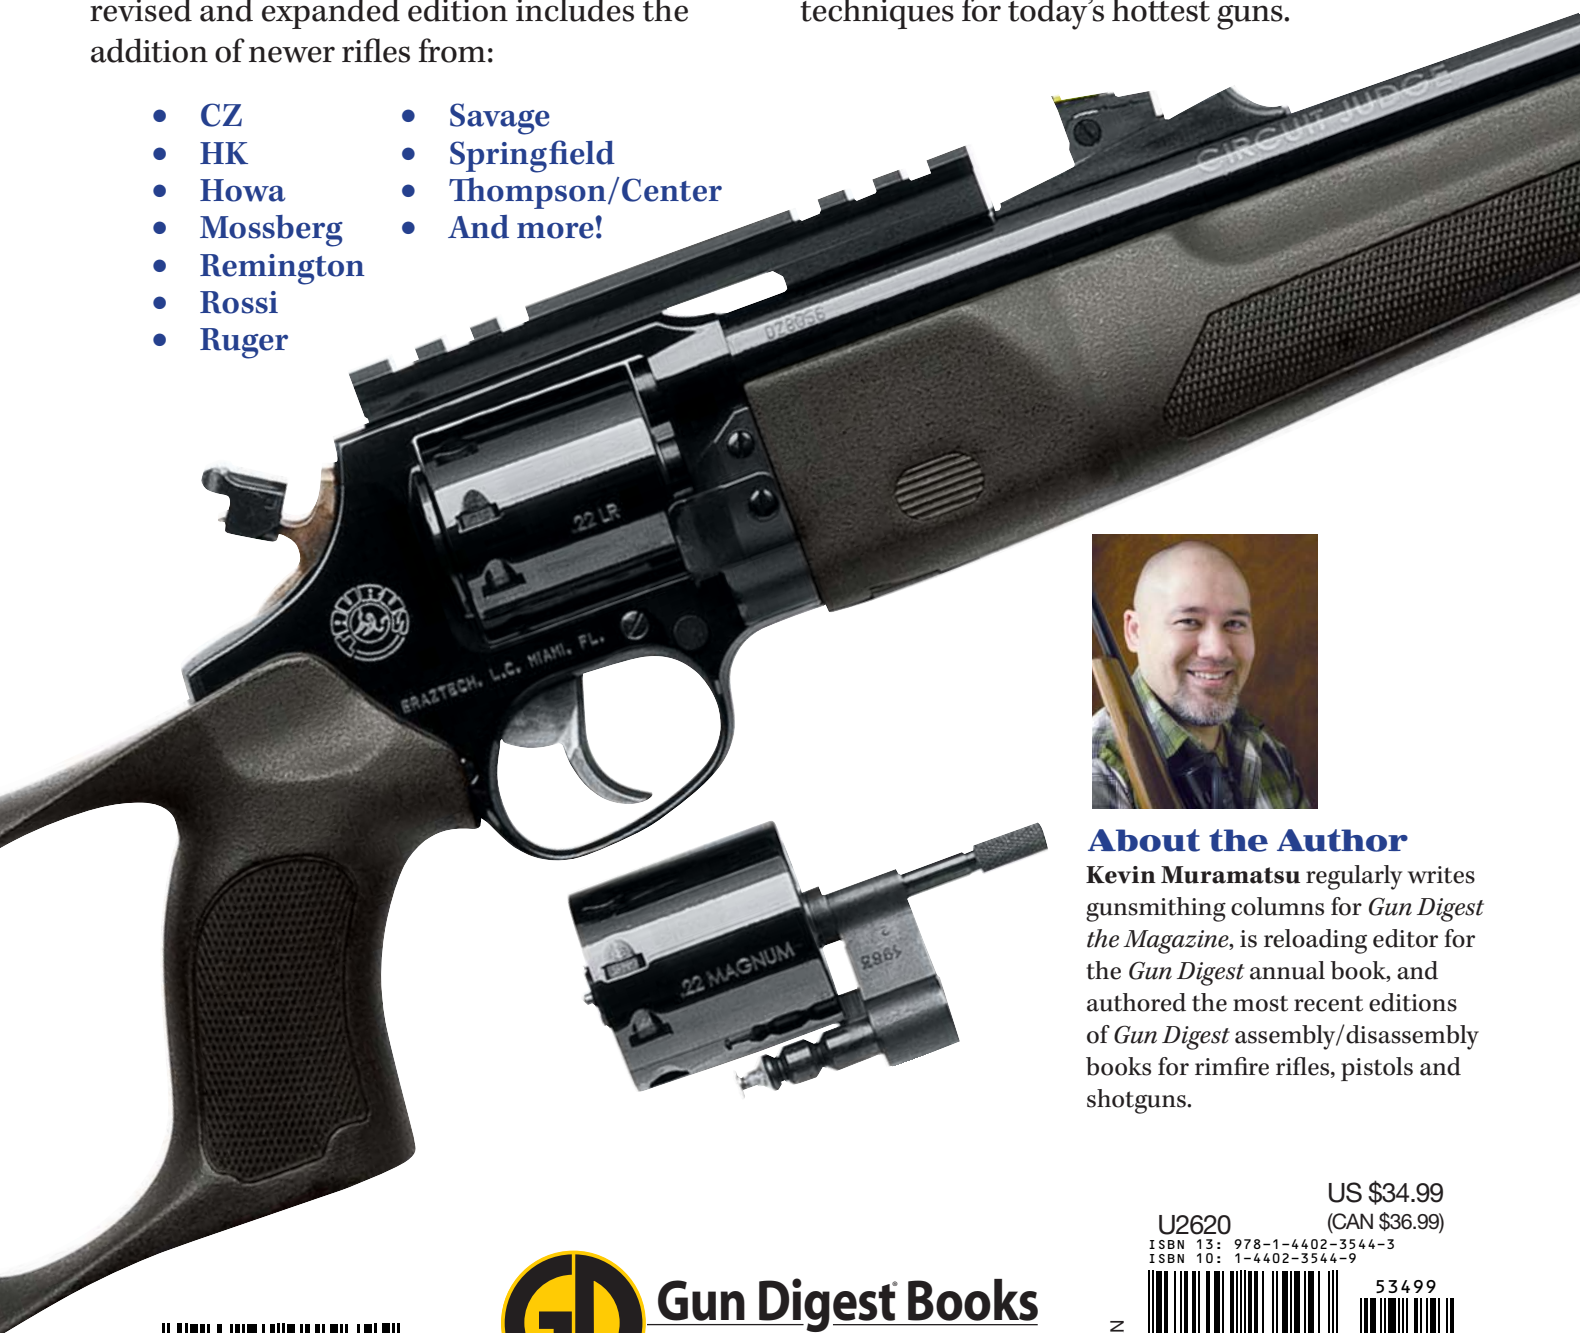 revised and expanded edition includes the
addition of newer rifles from:
• CZ
• HK
• Howa
• Mossberg
• Remington
• Rossi
• Ruger
• Savage
• Springfield
• Thompson/Center
• And more!
techniques for today's hottest guns.
CIRCUIT JUDGE
.22 LR
TAURUS
BRAZTECH, L.C. MIAMI, FL.
.22 MAGNUM
About the Author
Kevin Muramatsu regularly writes
gunsmithing columns for Gun Digest
the Magazine, is reloading editor for
the Gun Digest annual book, and
authored the most recent editions
of Gun Digest assembly/disassembly
books for rimfire rifles, pistols and
shotguns.
US $34.99
(CAN $36.99)
U2620
ISBN 13: 978-1-4402-3544-3
ISBN 10: 1-4402-3544-9
53499
GD
Gun Digest® Books